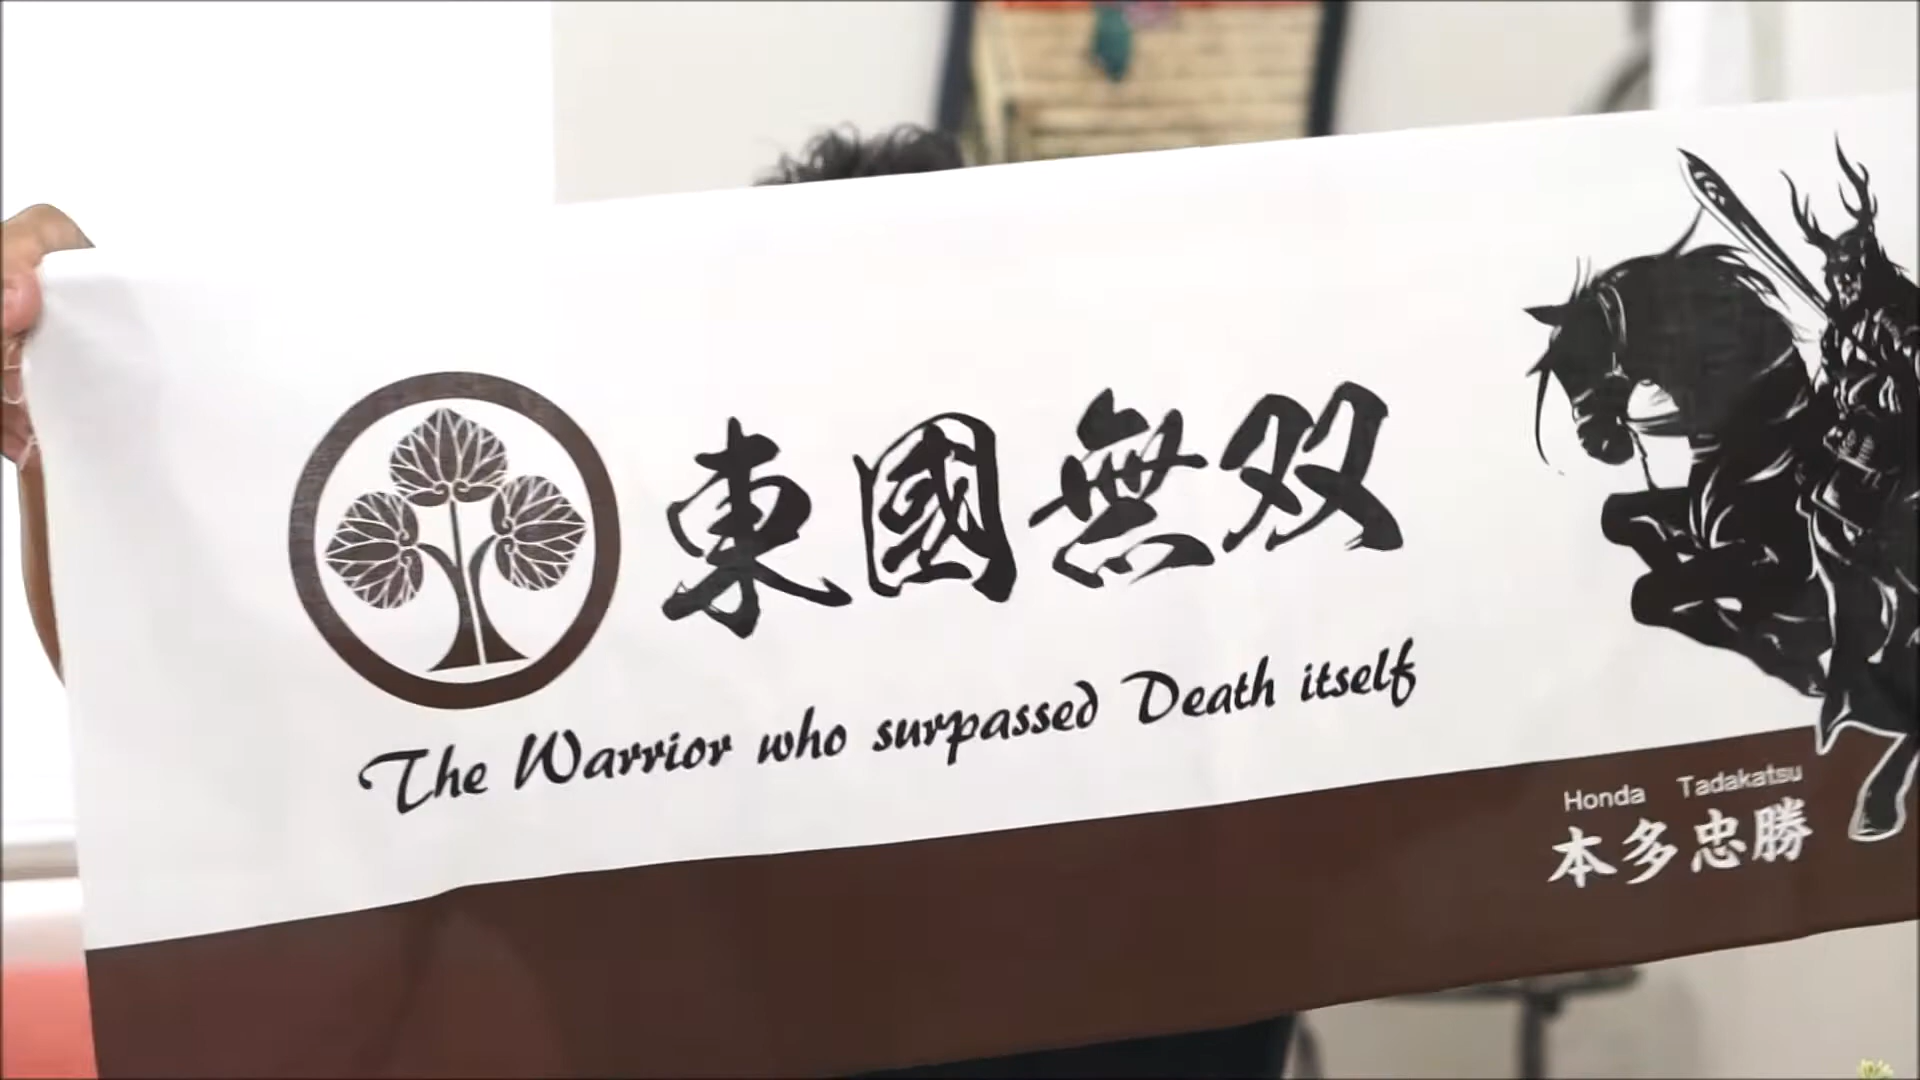 東國無双
The Warrior who surpassed Death itself
Honda Tadakatsu
本多忠勝